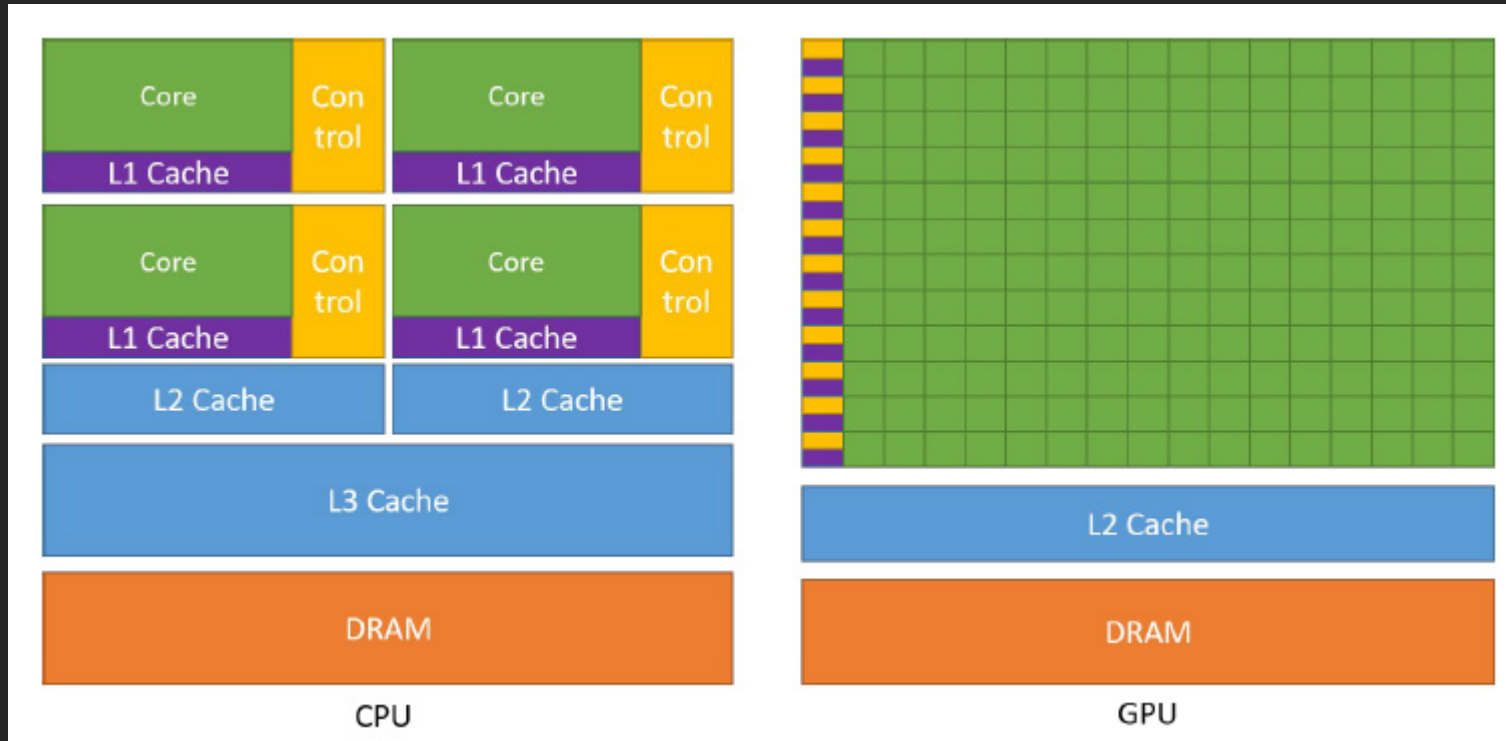 Core
Con
trol
Core
Con
trol
L1 Cache
L1 Cache
Core
Con
trol
Core
Con
trol
L1 Cache
L1 Cache
L2 Cache
L2 Cache
L3 Cache
DRAM
CPU
L2 Cache
DRAM
GPU